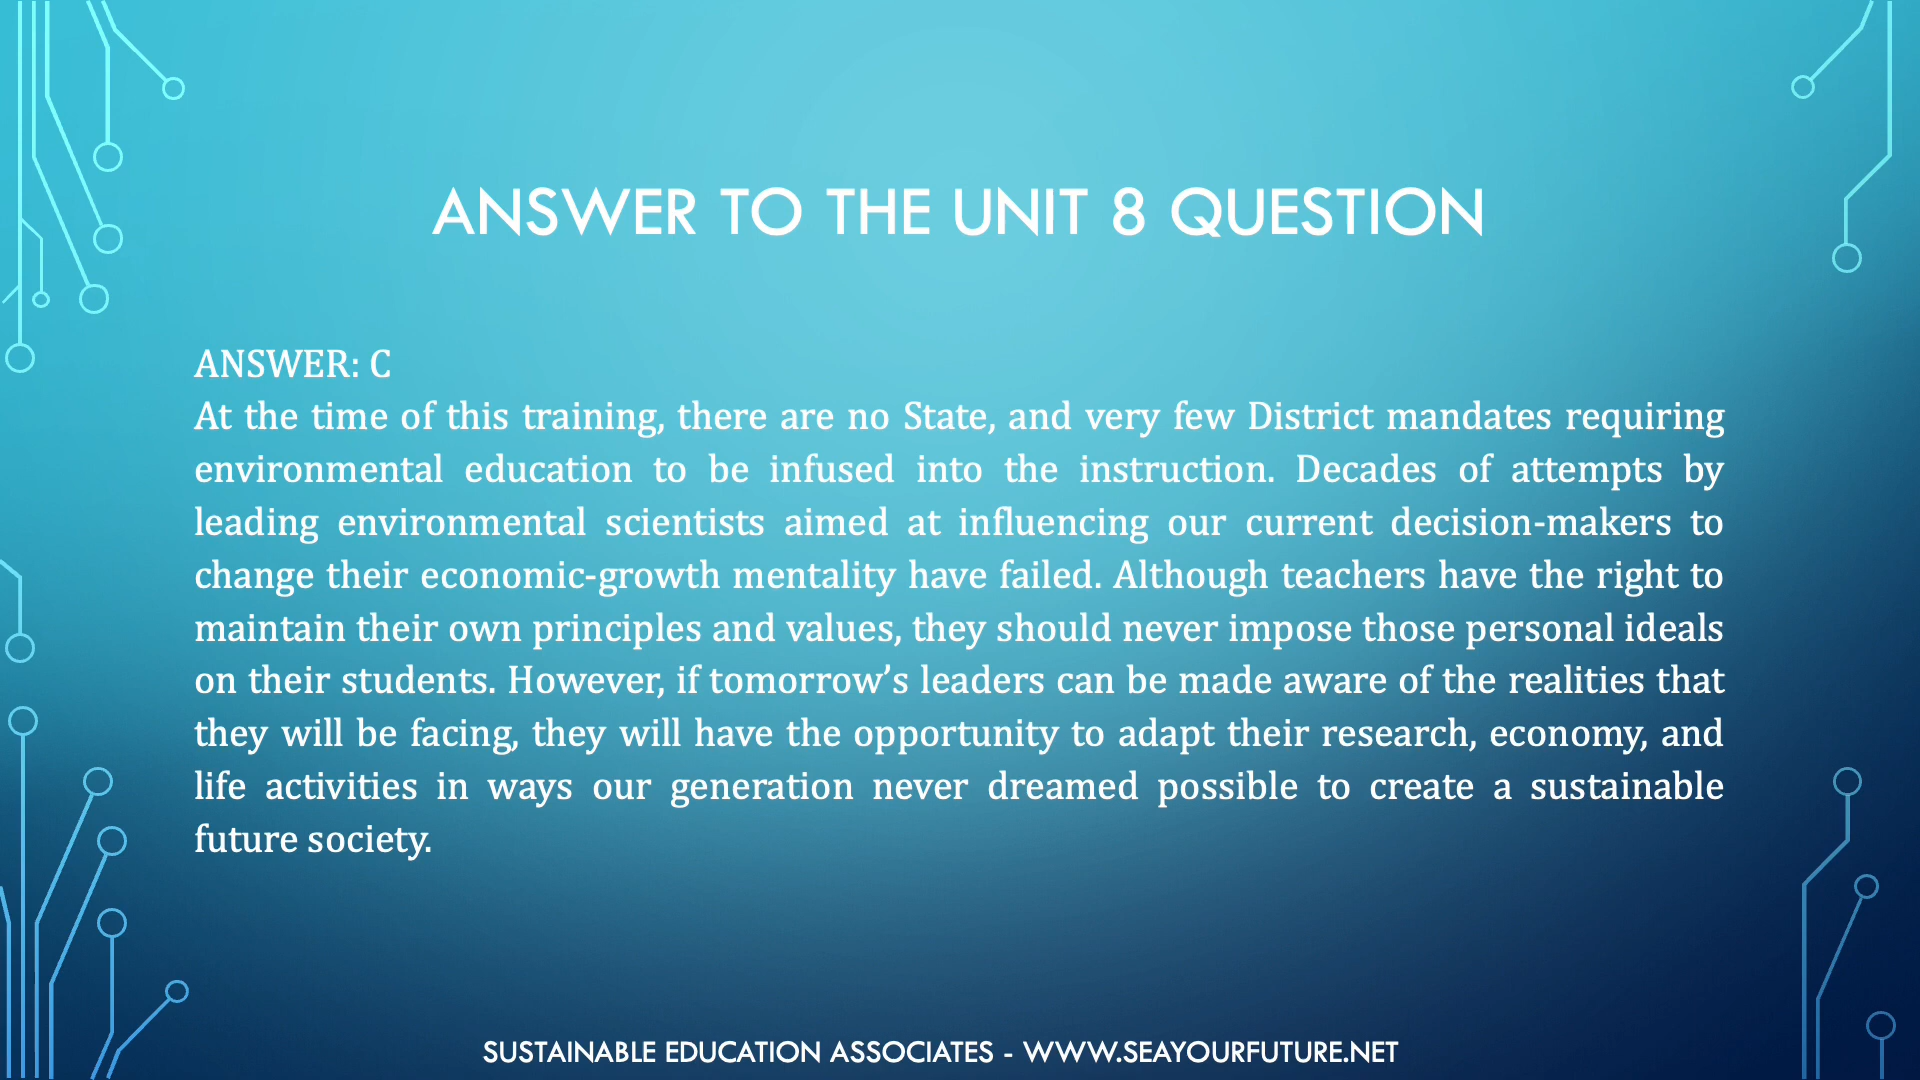 ANSWER TO THE UNIT 8 QUESTION
ANSWER: C
At the time of this training, there are no State, and very few District mandates requiring
environmental education to be infused into the instruction. Decades of attempts by
leading environmental scientists aimed at influencing our current decision-makers to
change their economic-growth mentality have failed. Although teachers have the right to
maintain their own principles and values, they should never impose those personal ideals
on their students. However, if tomorrow’s leaders can be made aware of the realities that
they will be facing, they will have the opportunity to adapt their research, economy, and
life activities in ways our generation never dreamed possible to create a sustainable
future society.
SUSTAINABLE EDUCATION ASSOCIATES - WWW.SEAYOURFUTURE.NET